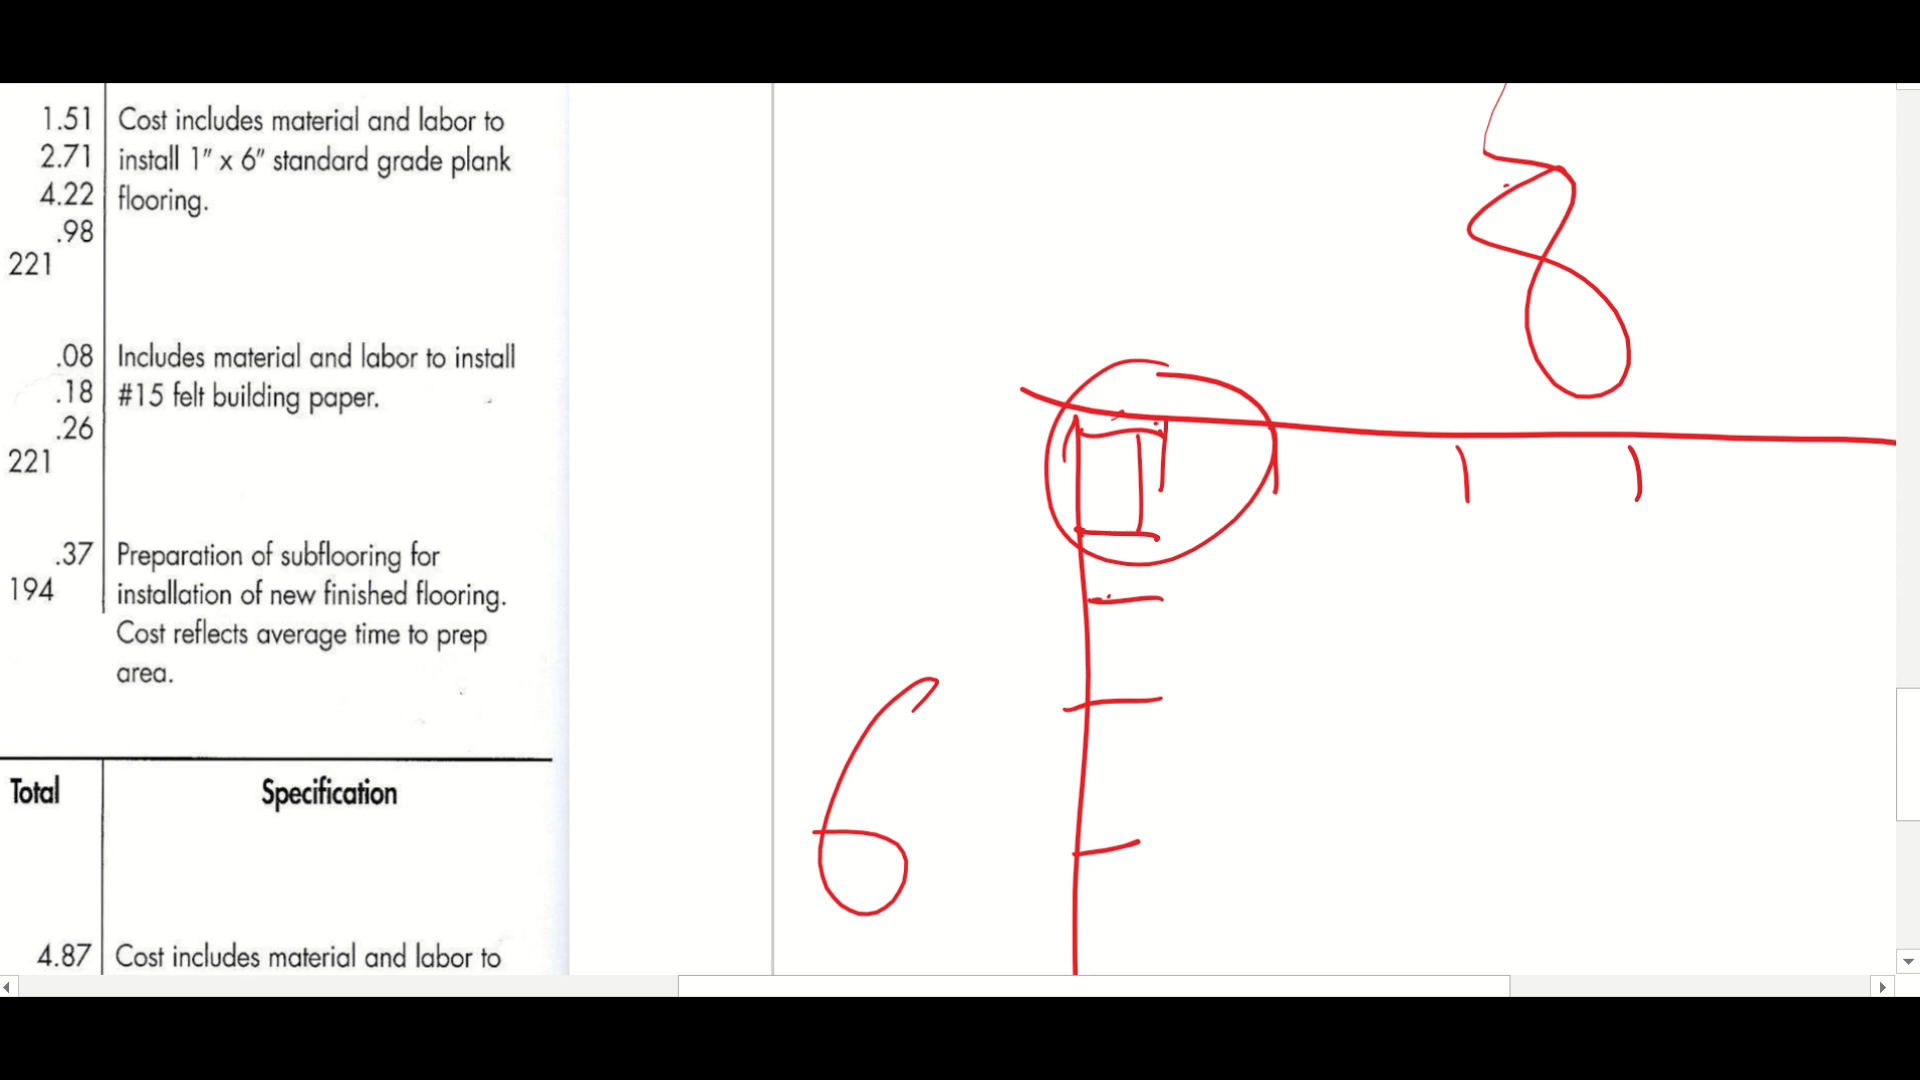 1.51 Cost includes material and labor to
2.71 install 1" x 6" standard grade plank
4.22 flooring.
.98
221
.08 Includes material and labor to install
.18 #15 felt building paper.
.26
221
.37 Preparation of subflooring for
194 installation of new finished flooring.
Cost reflects average time to prep
area.
Total Specification
4.87 Cost includes material and labor to
8
6